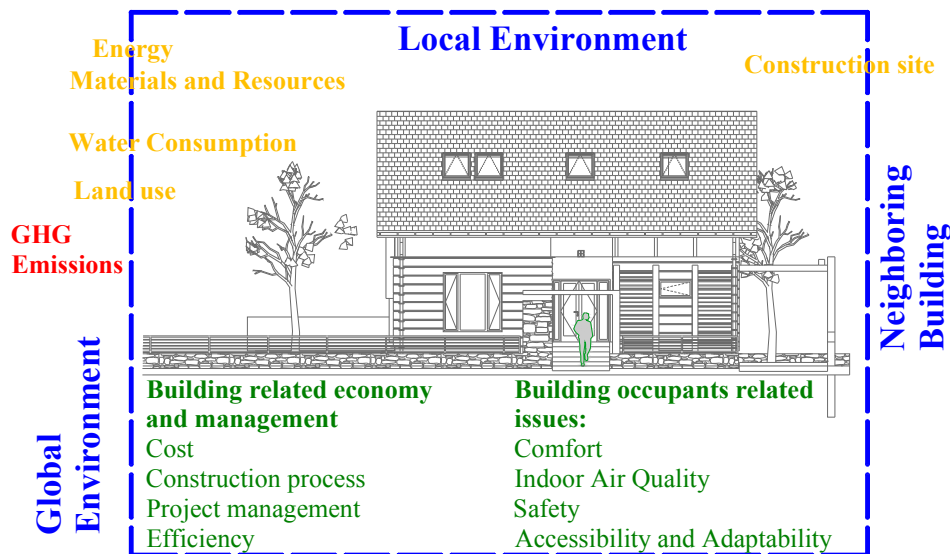 Local Environment
Energy
Materials and Resources
Construction site
Water Consumption
Land use
GHG
Emissions
Neighboring
Building
Global
Environment
Building related economy
and management
Cost
Construction process
Project management
Efficiency
Building occupants related
issues:
Comfort
Indoor Air Quality
Safety
Accessibility and Adaptability